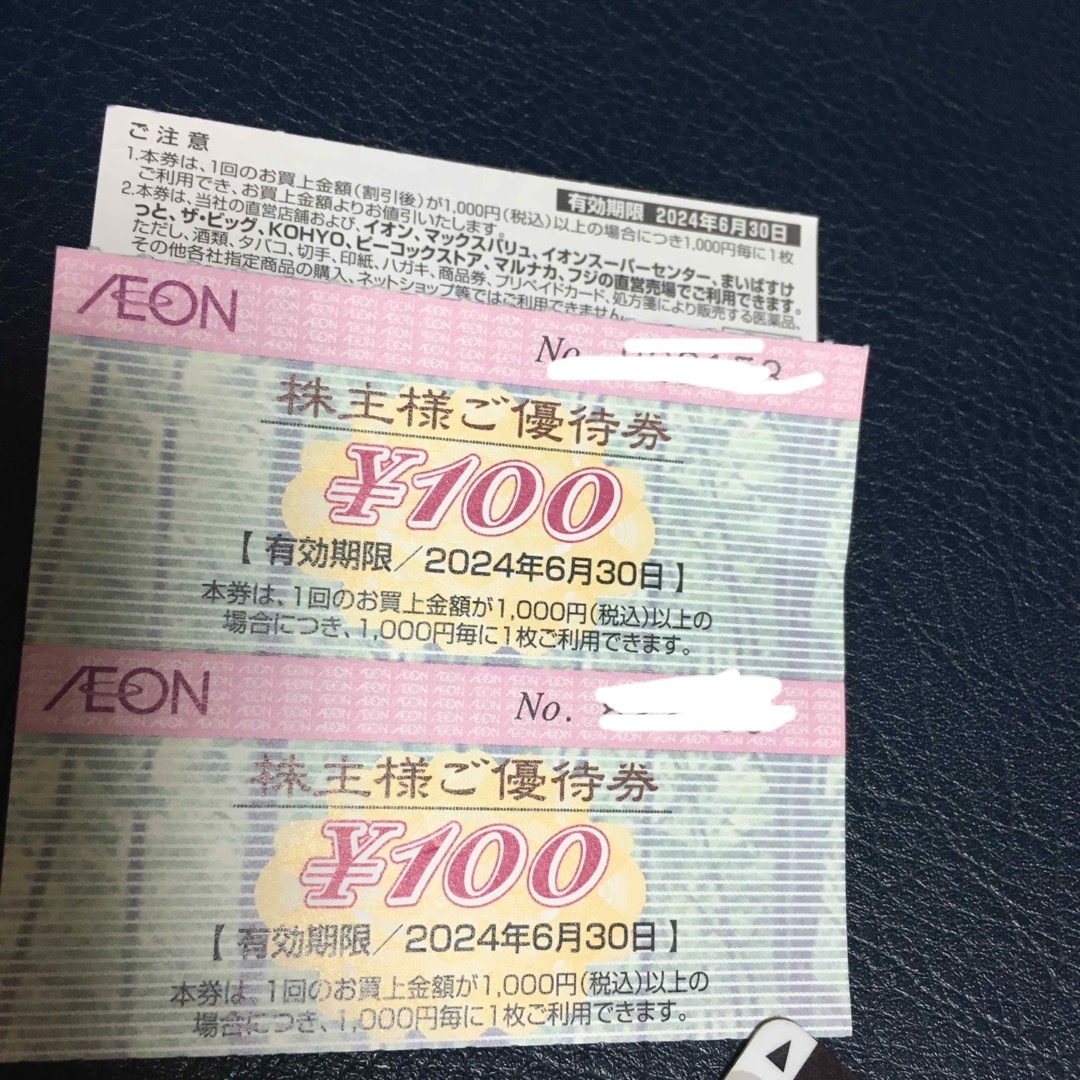 ご注意
有効期限 2024年6月30日
1.本券は、1回のお買上金額(割引後)が1,000円(税込)以上の場合につき1,000円毎に1枚
ご利用でき、お買上金額よりお値引いたします。
2.本券は、当社の直営店舗および、イオン、マックスバリュ、イオンスーパーセンター、まいばすけ
っと、ザ・ビッグ、KOHYO、ピーコックストア、マルナカ、フジの直営売場でご利用できます。
ただし、酒類、タバコ、切手、印紙、ハガキ、商品券、プリペイドカード、処方箋により販売する医薬品、
その他各社指定商品の購入、ネットショップ等ではご利用できません。
ÆON
No.
株主様ご優待券
¥100
【 有効期限/2024年6月30日 】
本券は、1回のお買上金額が1,000円(税込)以上の
場合につき、1,000円毎に1枚ご利用できます。
ÆON
No.
株主様ご優待券
¥100
【 有効期限/2024年6月30日 】
本券は、1回のお買上金額が1,000円(税込)以上の
場合につき、1,000円毎に1枚ご利用できます。